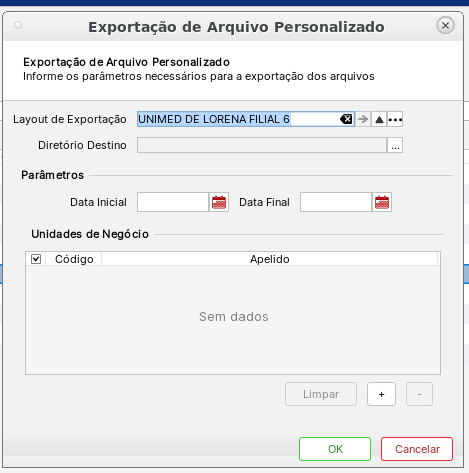 Exportação de Arquivo Personalizado
Exportação de Arquivo Personalizado
Informe os parâmetros necessários para a exportação dos arquivos
Layout de Exportação UNIMED DE LORENA FILIAL 6
Diretório Destino ...
Parâmetros
Data Inicial Data Final
Unidades de Negócio
Código Apelido
Sem dados
Limpar + -
OK Cancelar